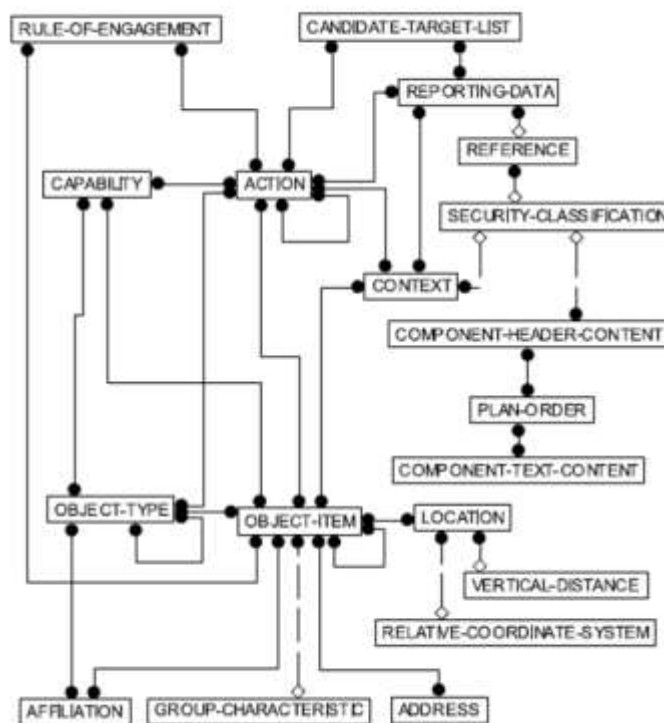 RULE-OF-ENGAGEMENT
CANDIDATE-TARGET-LIST
REPORTING-DATA
REFERENCE
CAPABILITY
ACTION
SECURITY-CLASSIFICATION
CONTEXT
COMPONENT-HEADER-CONTENT
PLAN-ORDER
COMPONENT-TEXT-CONTENT
OBJECT-TYPE
OBJECT-ITEM
LOCATION
VERTICAL-DISTANCE
RELATIVE-COORDINATE-SYSTEM
AFFILIATION
GROUP-CHARACTERISTIC
ADDRESS